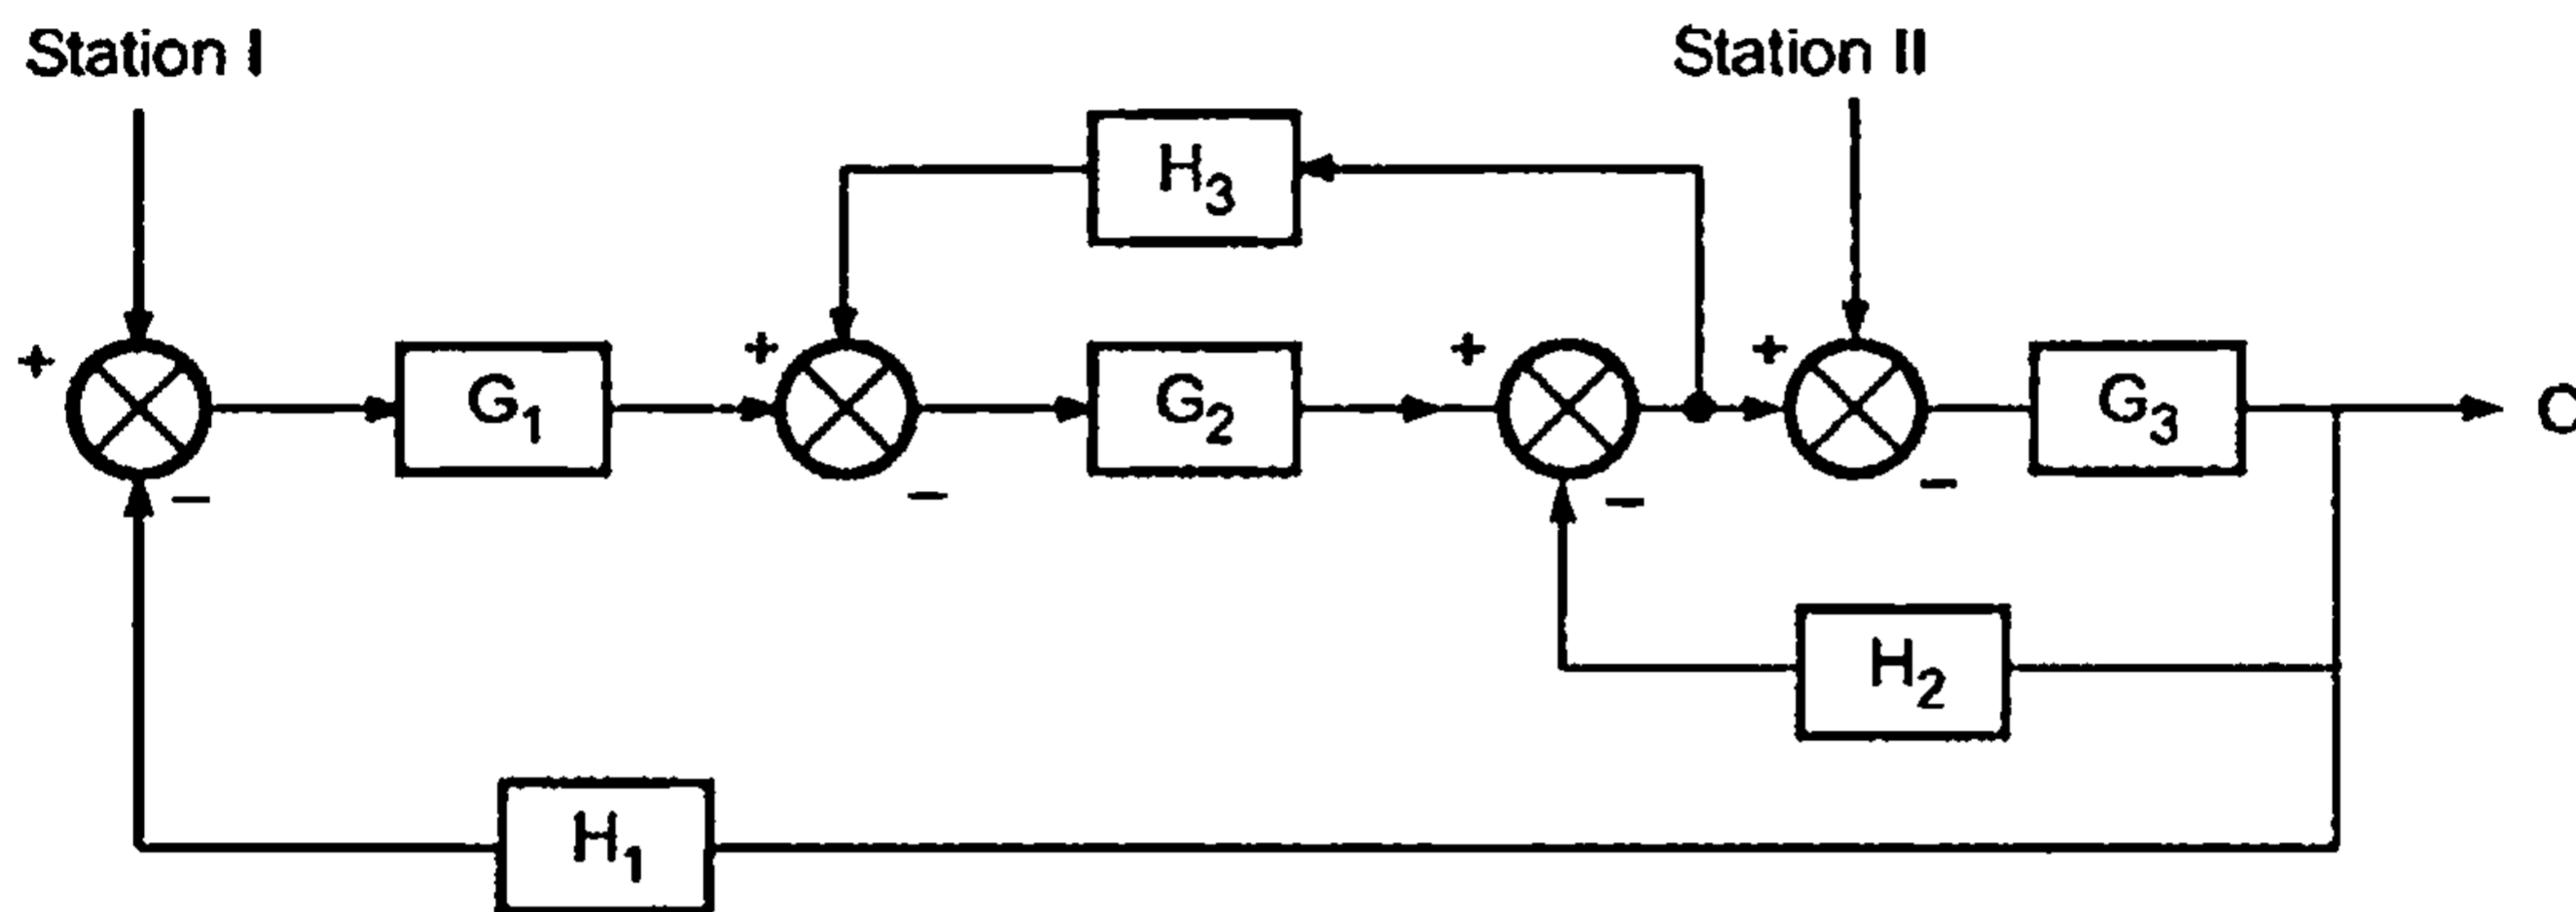 Station I
Station II
H3
+
G1
+
G2
+
+
G3
C
−
−
−
−
H2
H1